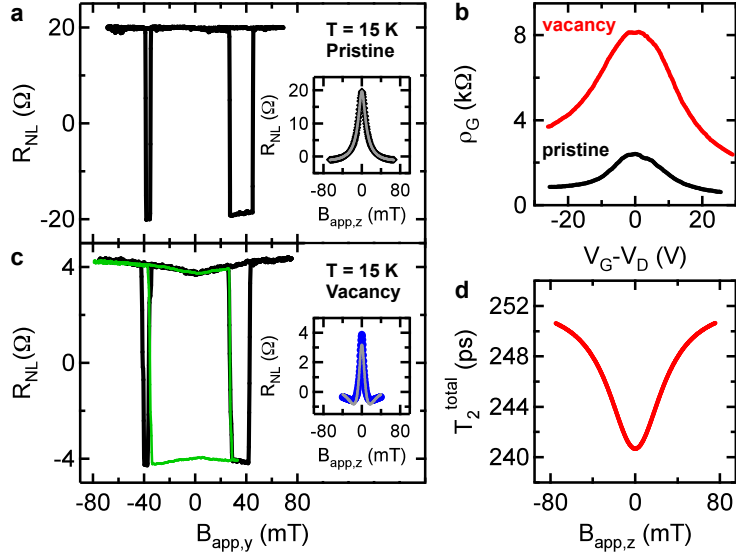 a
T = 15 K
Pristine
R_NL (Ω)
20
0
-20
R_NL (Ω)
20
10
0
-80 0 80
B_app,z (mT)
b
vacancy
pristine
ρ_G (kΩ)
8
4
0
-20 0 20
V_G-V_D (V)
c
T = 15 K
Vacancy
R_NL (Ω)
4
0
-4
R_NL (Ω)
4
3
2
1
0
-80 0 80
B_app,z (mT)
-80 -40 0 40 80
B_app,y (mT)
d
T_2^total (ps)
252
248
244
240
-80 0 80
B_app,z (mT)